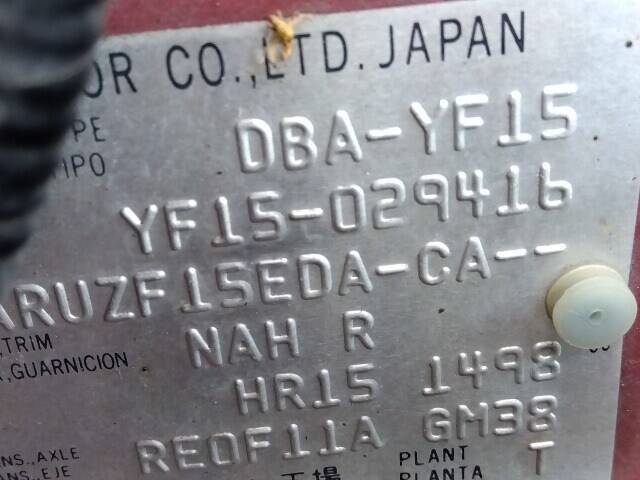 OR CO.,LTD. JAPAN
PE
IPO
DBA-YF15
YF15-029416
ARUZF15EDA-CA--
TRIM
,GUARNICION
NAH R
HR15 1498
RE0F11A GM38
NS.,AXLE
NS.,EJE
工場
PLANT
PLANTA
T